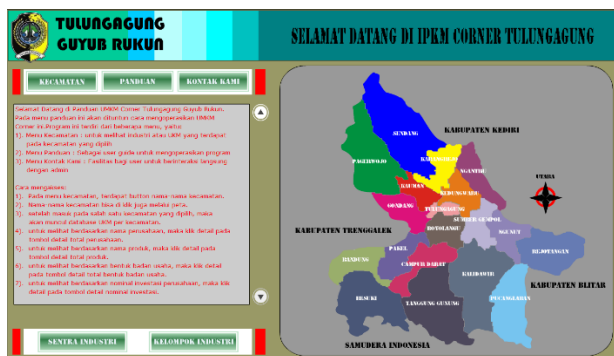 TULUNGAGUNG
GUYUB RUKUN
SELAMAT DATANG DI IPKM CORNER TULUNGAGUNG
KECAMATAN
PANDUAN
KONTAK KAMI
Selamat Datang di Panduan UMKM Corner Tulungagung Guyub Rukun.
Pada menu panduan ini akan dituntun cara mengoperasikan UMKM
Corner ini.Program ini terdiri dari beberapa menu, yaitu:
1). Menu Kecamatan : untuk melihat industri atau UKM yang terdapat
pada kecamatan yang dipilih
2). Menu Panduan : Sebagai user guide untuk mengoperasikan program
3). Menu Kontak Kami : Fasilitas bagi user untuk berinteraksi langsung
dengan admin
Cara mengakses:
1). Pada menu kecamatan, terdapat button nama-nama kecamatan.
2). Nama-nama kecamatan bisa di klik juga melalui peta.
3). setelah masuk pada salah satu kecamatan yang dipilih, maka
akan muncul database UKM per kecamatan.
4). untuk melihat berdasarkan nama perusahaan, maka klik detail pada
tombol detail total perusahaan.
5). untuk melihat berdasarkan nama produk, maka klik detail pada
tombol detail total produk.
6). untuk melihat berdasarkan bentuk badan usaha, maka klik detail
pada tombol detail total bentuk badan usaha.
7). untuk melihat berdasarkan nominal investasi perusahaan, maka klik
detail pada tombol detail nominal investasi.
SENTRA INDUSTRI
KELOMPOK INDUSTRI
SENDANG
KABUPATEN KEDIRI
PAGERWOJO
KARANGREJO
NGANTRU
KAUMAN
KEDUNGWARU
UTARA
GONDANG
TULUNGAGUNG
SUMBER GEMPOL
KABUPATEN TRENGGALEK
BOYOLANGU
NGUNUT
PAKEL
REJOTANGAN
BANDUNG
CAMPUR DARAT
KALIDAWIR
KABUPATEN BLITAR
BESUKI
TANGGUNG GUNUNG
PUCANGLABAN
SAMUDERA INDONESIA